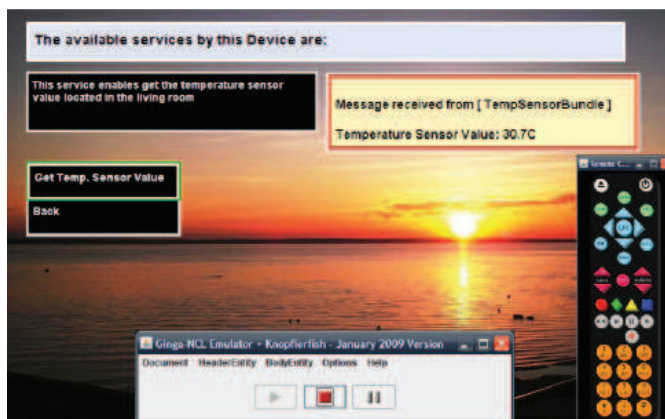 The available services by this Device are:
This service enables get the temperature sensor
value located in the living room
Message received from [ TempSensorBundle ]
Temperature Sensor Value: 30.7C
Get Temp. Sensor Value
Back
Ginga-NCL Emulator + Knopflerfish - January 2009 Version
Document HeaderEntity BodyEntity Options Help